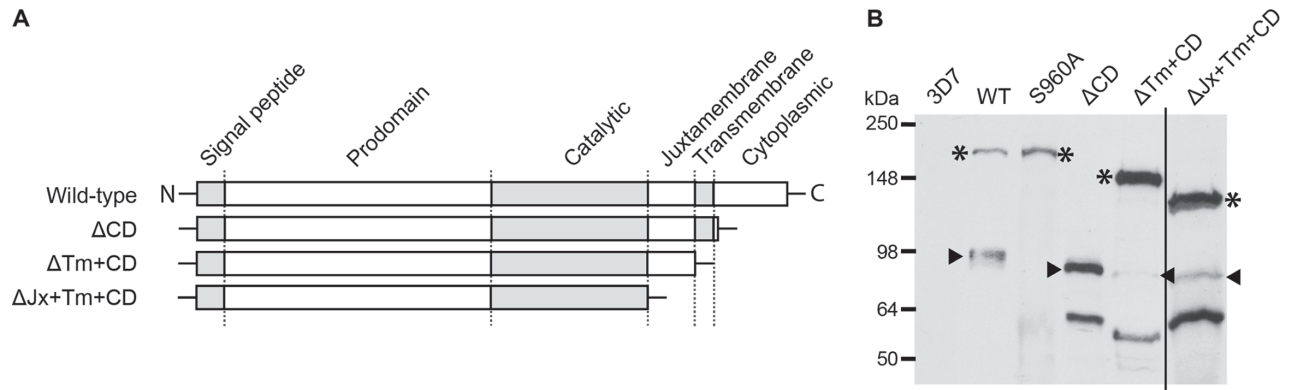 A
Signal peptide
Prodomain
Catalytic
Juxtamembrane
Transmembrane
Cytoplasmic
Wild-type N C
ΔCD
ΔTm+CD
ΔJx+Tm+CD
B
kDa 3D7 WT S960A ΔCD ΔTm+CD ΔJx+Tm+CD
250
* *
148
* *
98
64
50